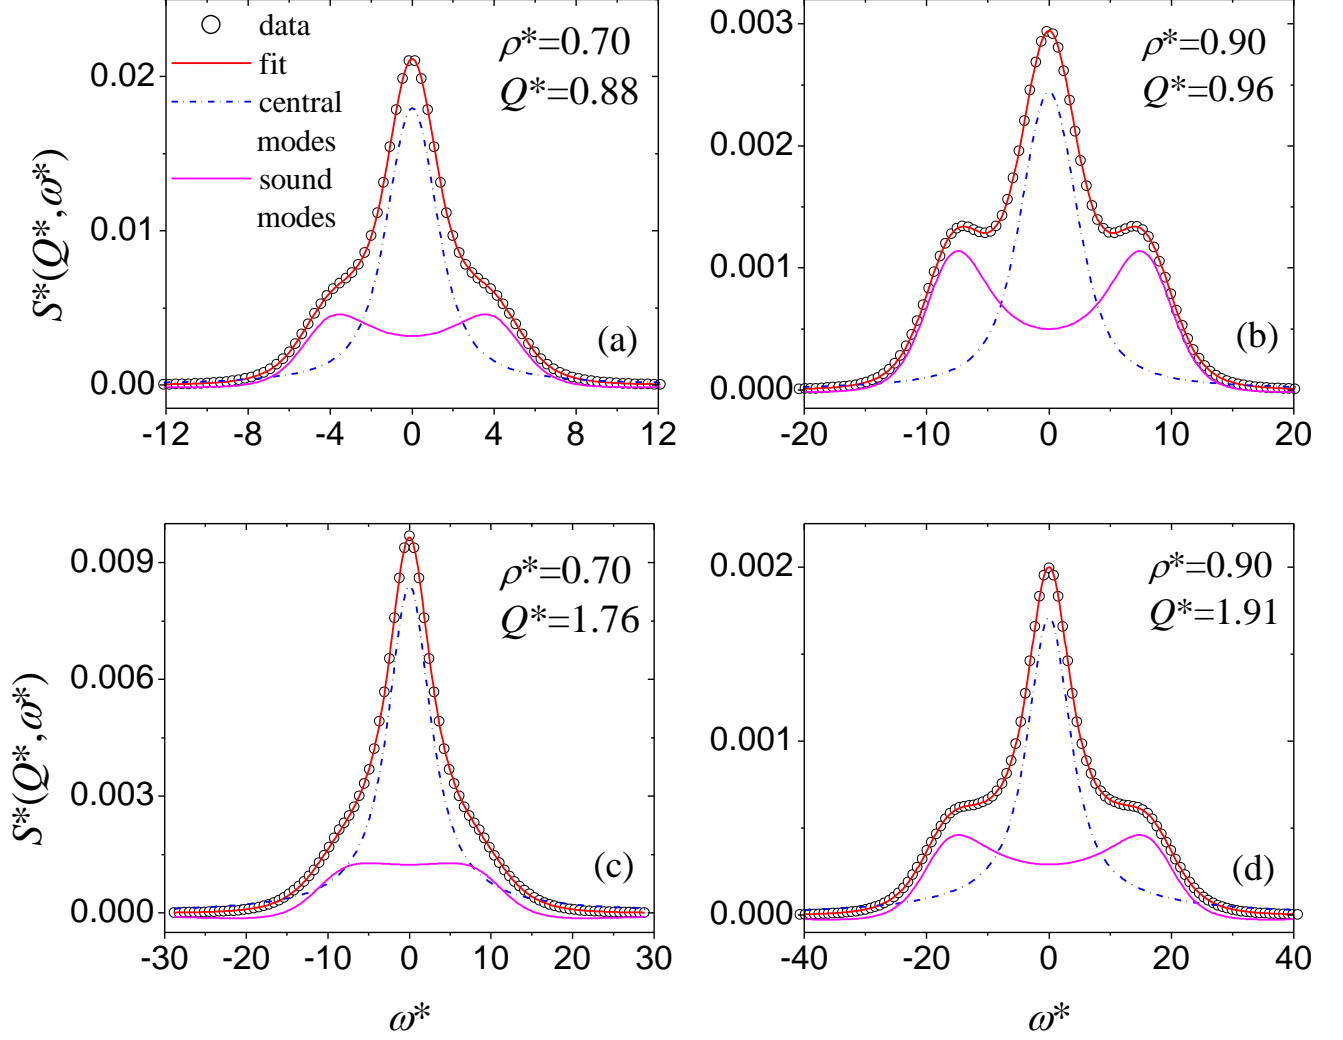 data
fit
central
modes
sound
modes
ρ*=0.70
Q*=0.88
(a)
S*(Q*,ω*)
0.02
0.01
0.00
-12 -8 -4 0 4 8 12
ρ*=0.90
Q*=0.96
(b)
0.003
0.002
0.001
0.000
-20 -10 0 10 20
ρ*=0.70
Q*=1.76
(c)
S*(Q*,ω*)
0.009
0.006
0.003
0.000
-30 -20 -10 0 10 20 30
ω*
ρ*=0.90
Q*=1.91
(d)
0.002
0.001
0.000
-40 -20 0 20 40
ω*